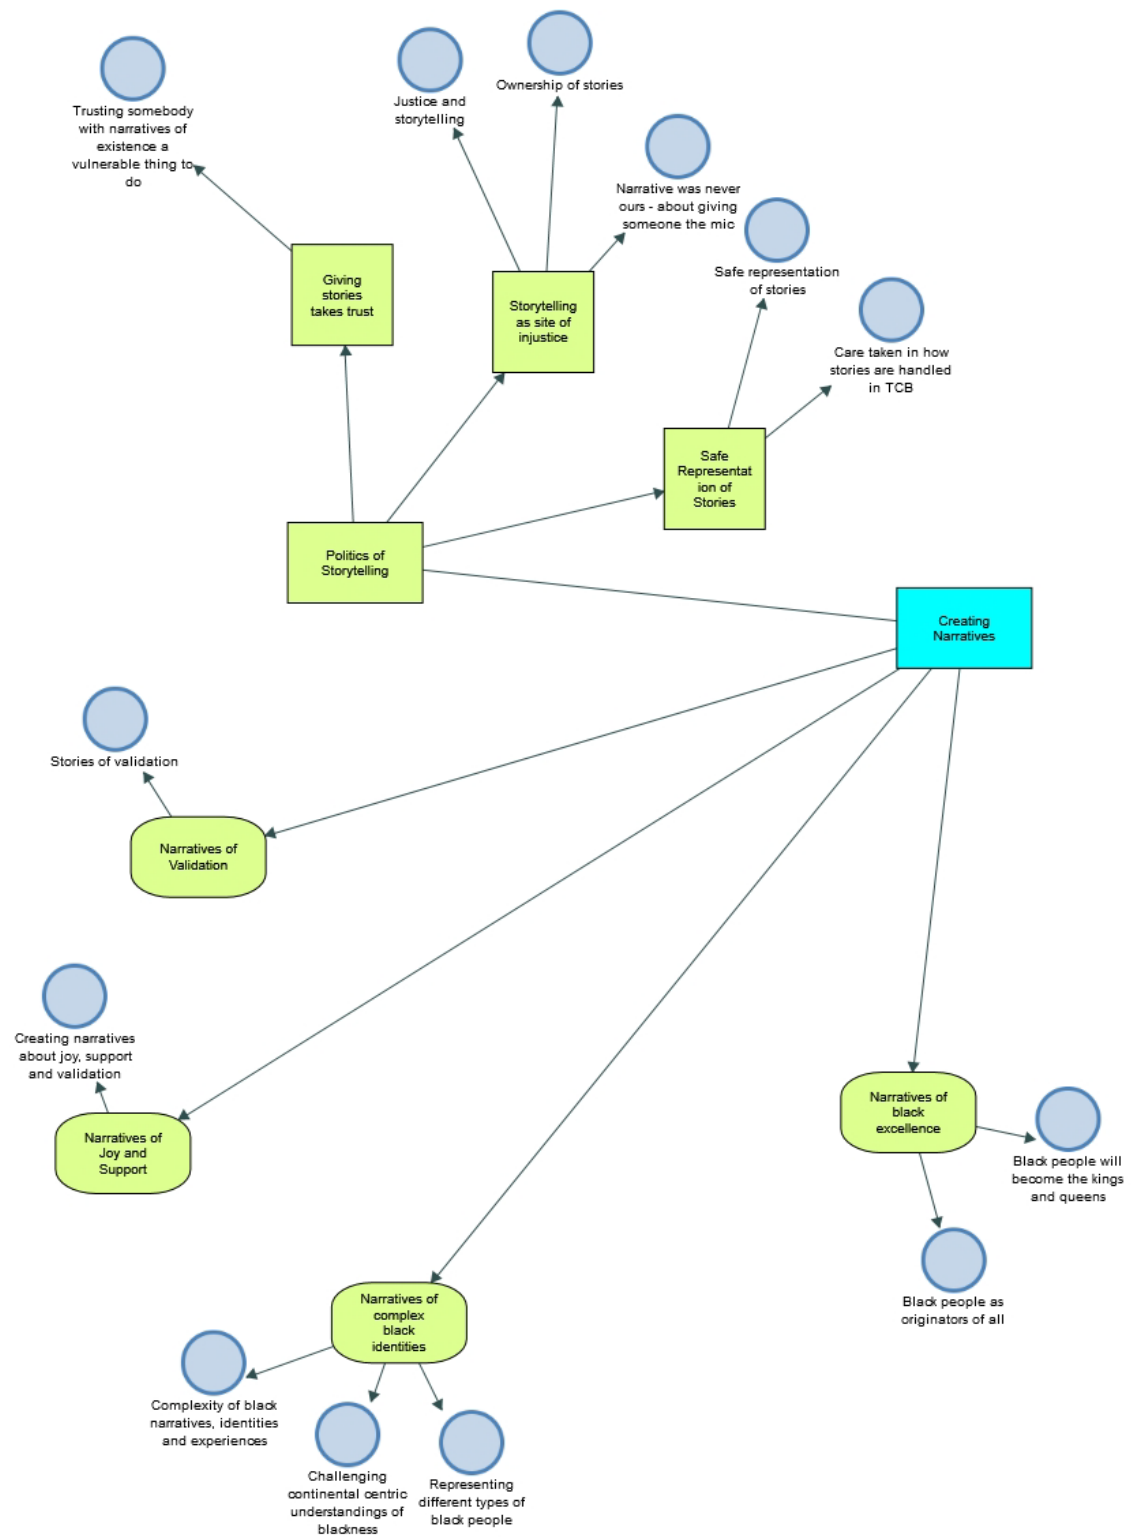 Ownership of stories
Justice and
storytelling
Trusting somebody
with narratives of
existence a
vulnerable thing to
do
Narrative was never
ours - about giving
someone the mic
Safe representation
of stories
Giving
stories
takes trust
Storytelling
as site of
injustice
Care taken in how
stories are handled
in TCB
Safe
Representat
ion of
Stories
Politics of
Storytelling
Creating
Narratives
Stories of validation
Narratives of
Validation
Creating narratives
about joy, support
and validation
Narratives of
Joy and
Support
Narratives of
black
excellence
Black people will
become the kings
and queens
Black people as
originators of all
Narratives of
complex
black
identities
Complexity of black
narratives, identities
and experiences
Challenging
continental centric
understandings of
blackness
Representing
different types of
black people